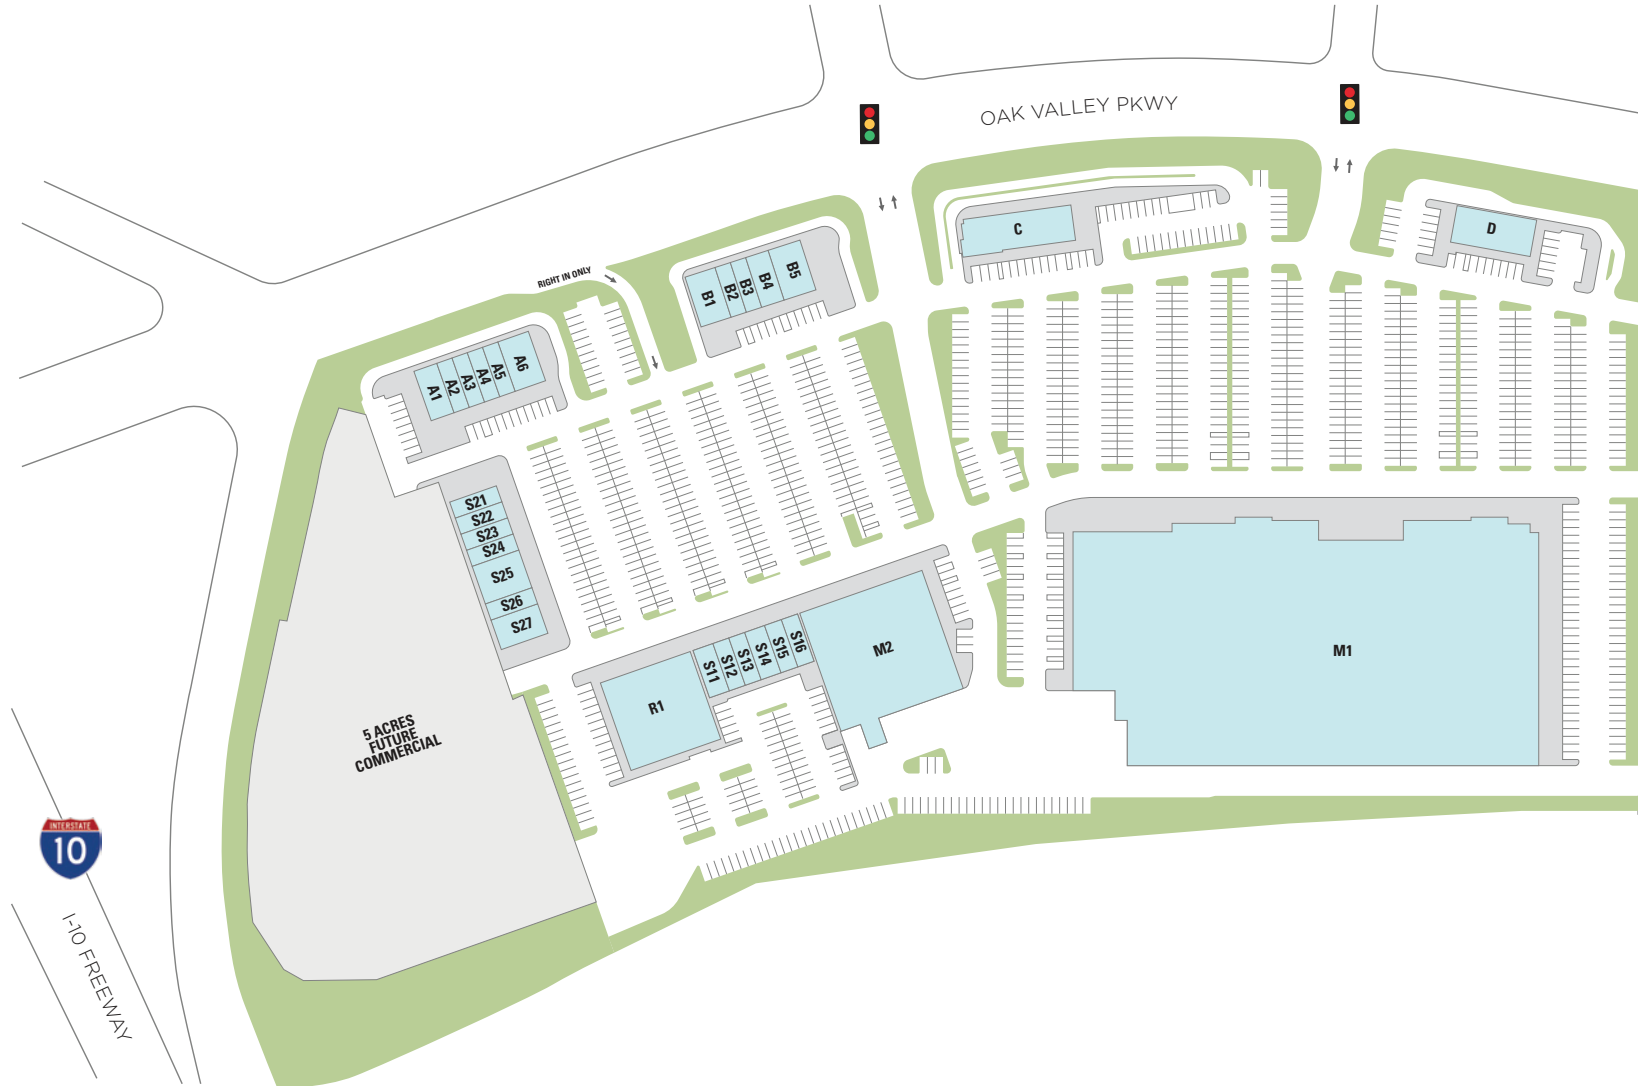 OAK VALLEY PKWY
C
D
RIGHT IN ONLY
B1
B2
B3
B4
B5
A1
A2
A3
A4
A5
A6
S21
S22
S23
S24
S25
S26
S27
R1
S11
S12
S13
S14
S15
S16
M2
M1
5 ACRES
FUTURE
COMMERCIAL
INTERSTATE
10
I-10 FREEWAY